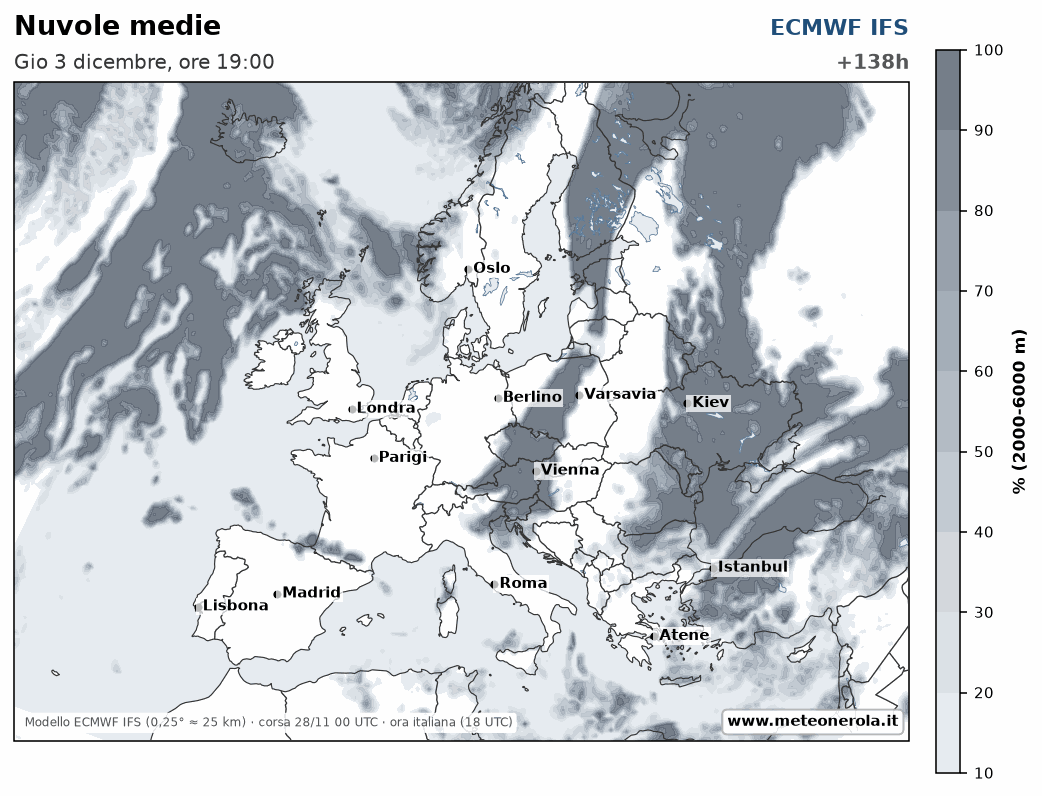 Nuvole medie
ECMWF IFS
Gio 3 dicembre, ore 19:00
+138h
Oslo
Berlino
Varsavia
Kiev
Londra
Parigi
Vienna
Istanbul
Roma
Madrid
Lisbona
Atene
Modello ECMWF IFS (0,25° ≈ 25 km) · corsa 28/11 00 UTC · ora italiana (18 UTC)
www.meteonerola.it
100
90
80
70
60
50
40
30
20
10
% (2000-6000 m)